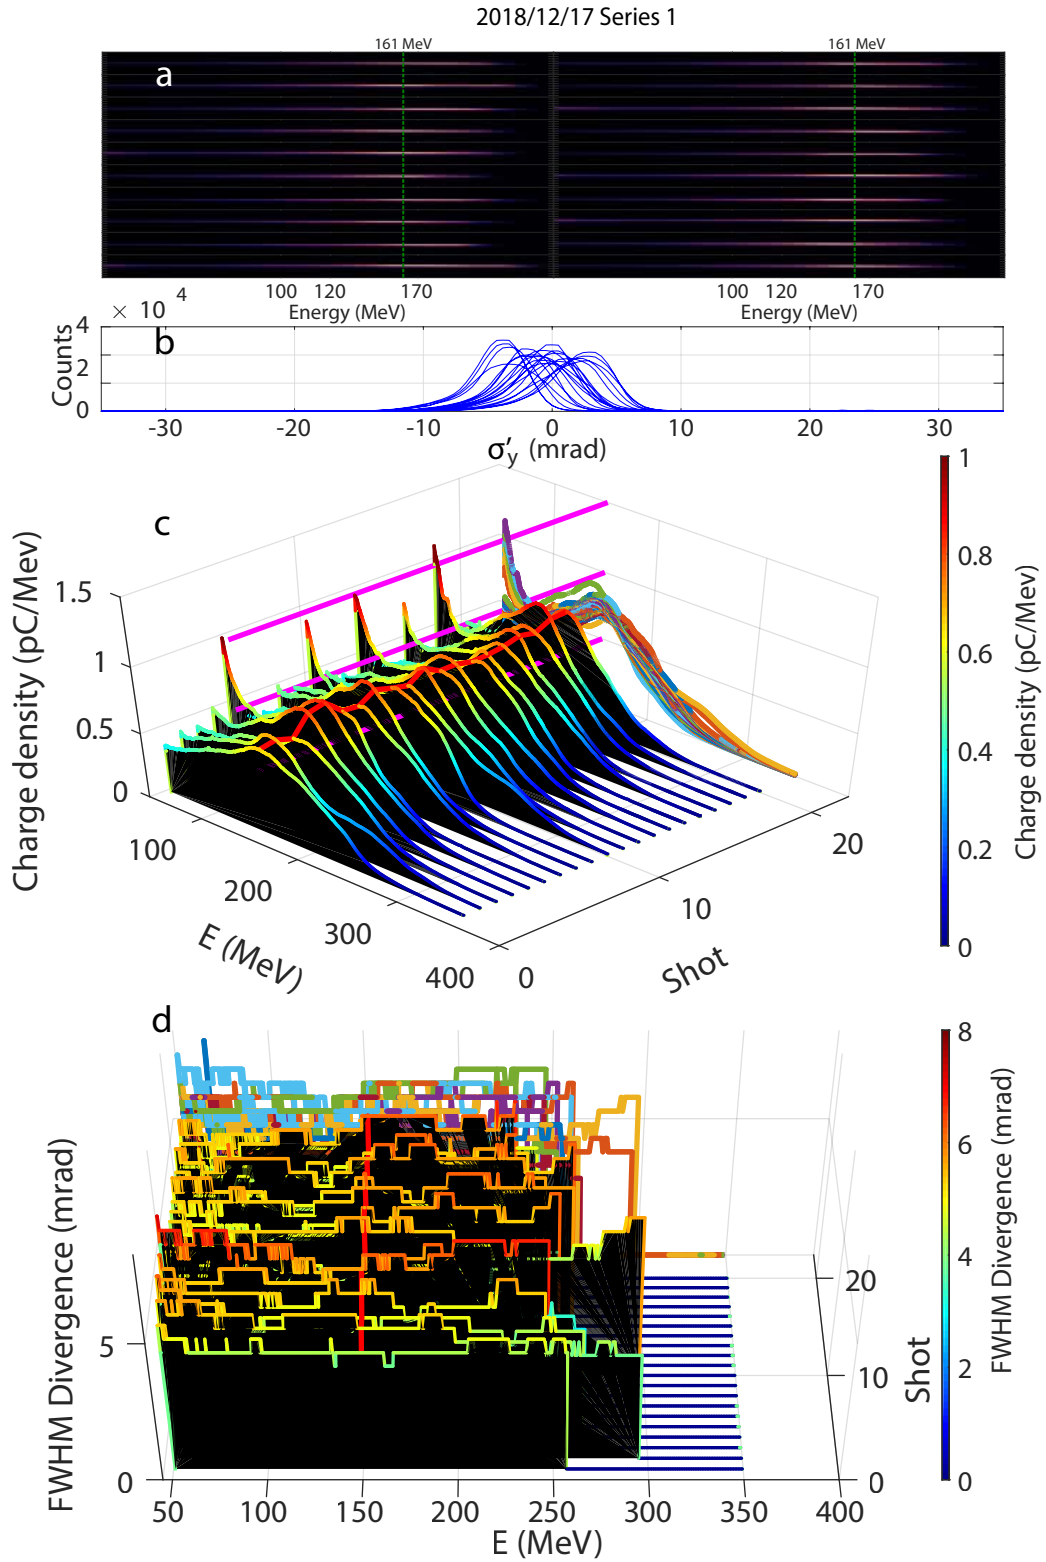 2018/12/17 Series 1
161 MeV 161 MeV
a
100 120 170 100 120 170
× 10 4
Energy (MeV) Energy (MeV)
b
Counts
4
2
0
-30 -20 -10 0 10 20 30
σ′y (mrad)
c
Charge density (pC/Mev)
1.5
1
0.5
0
100
200
300
400
E (MeV)
0
10
20
Shot
1
0.8
0.6
0.4
0.2
0
Charge density (pC/Mev)
d
FWHM Divergence (mrad)
5
0
50 100 150 200 250 300 350 400
E (MeV)
20
10
0
Shot
8
6
4
2
0
FWHM Divergence (mrad)